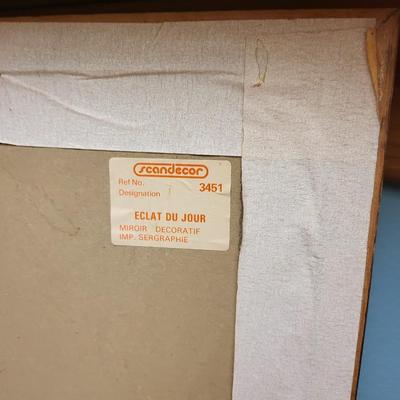 scandecor
Ref No. 3451
Designation
ECLAT DU JOUR
MIROIR DECORATIF
IMP. SERGRAPHIE